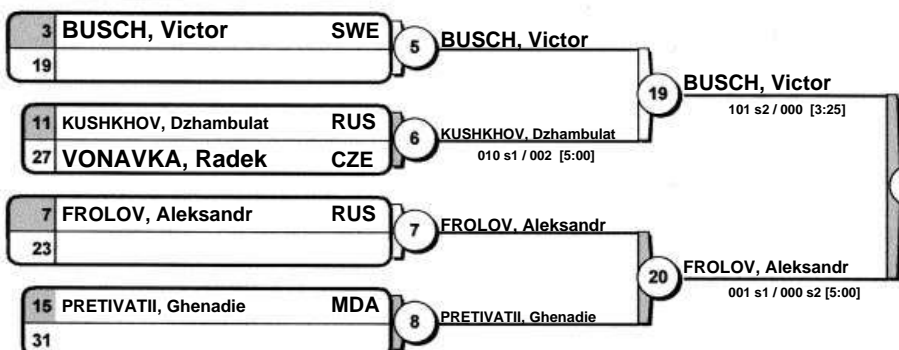 3 BUSCH, Victor SWE
19
5
BUSCH, Victor
11 KUSHKHOV, Dzhambulat RUS
27 VONAVKA, Radek CZE
6
KUSHKHOV, Dzhambulat
010 s1 / 002 [5:00]
19
BUSCH, Victor
101 s2 / 000 [3:25]
7 FROLOV, Aleksandr RUS
23
7
FROLOV, Aleksandr
15 PRETIVATII, Ghenadie MDA
31
8
PRETIVATII, Ghenadie
20
FROLOV, Aleksandr
001 s1 / 000 s2 [5:00]